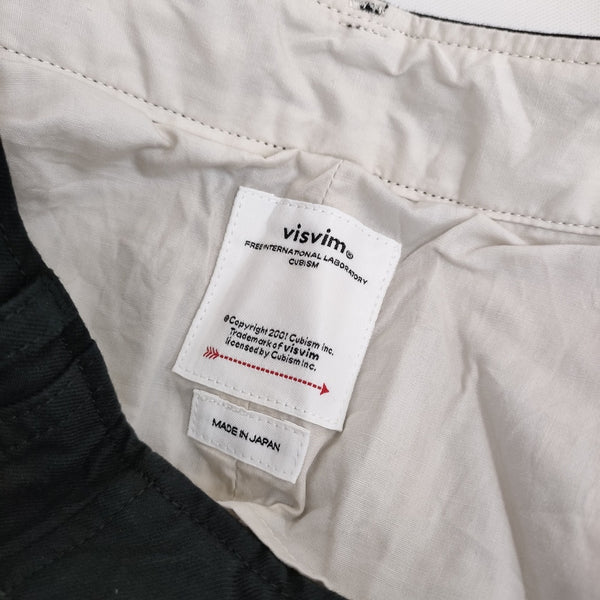 visvim®
FREE INTERNATIONAL LABORATORY
CUBISM
©Copyright 2001 Cubism Inc.
Trademark of visvim
licensed by Cubism Inc.
MADE IN JAPAN